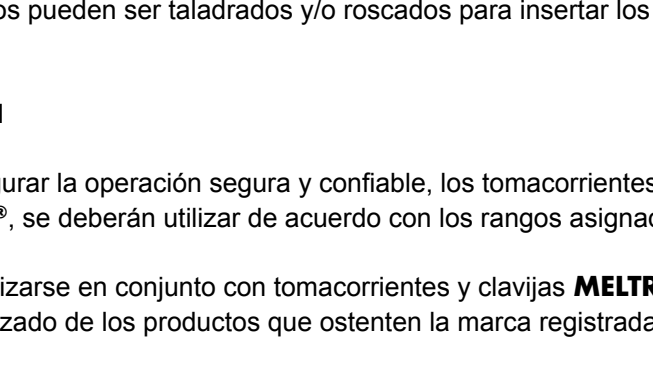 os pueden ser taladrados y/o roscados para insertar los
urar la operación segura y confiable, los tomacorrientes
®, se deberán utilizar de acuerdo con los rangos asignad
izarse en conjunto con tomacorrientes y clavijas MELTR
zado de los productos que ostenten la marca registrada